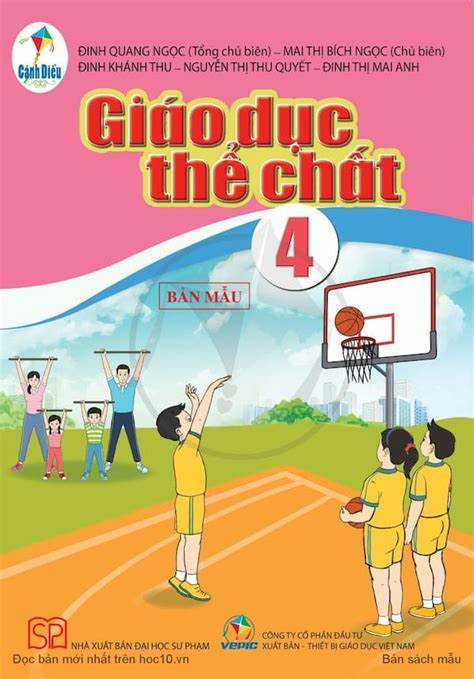 Cánh Diều
ĐINH QUANG NGỌC (Tổng chủ biên) – MAI THỊ BÍCH NGỌC (Chủ biên)
ĐINH KHÁNH THU – NGUYỄN THỊ THU QUYẾT – ĐINH THỊ MAI ANH
Giáo dục
thể chất
4
BẢN MẪU
NHÀ XUẤT BẢN ĐẠI HỌC SƯ PHẠM
VEPIC
CÔNG TY CỔ PHẦN ĐẦU TƯ
XUẤT BẢN – THIẾT BỊ GIÁO DỤC VIỆT NAM
Đọc bản mới nhất trên hoc10.vn
Bản sách mẫu